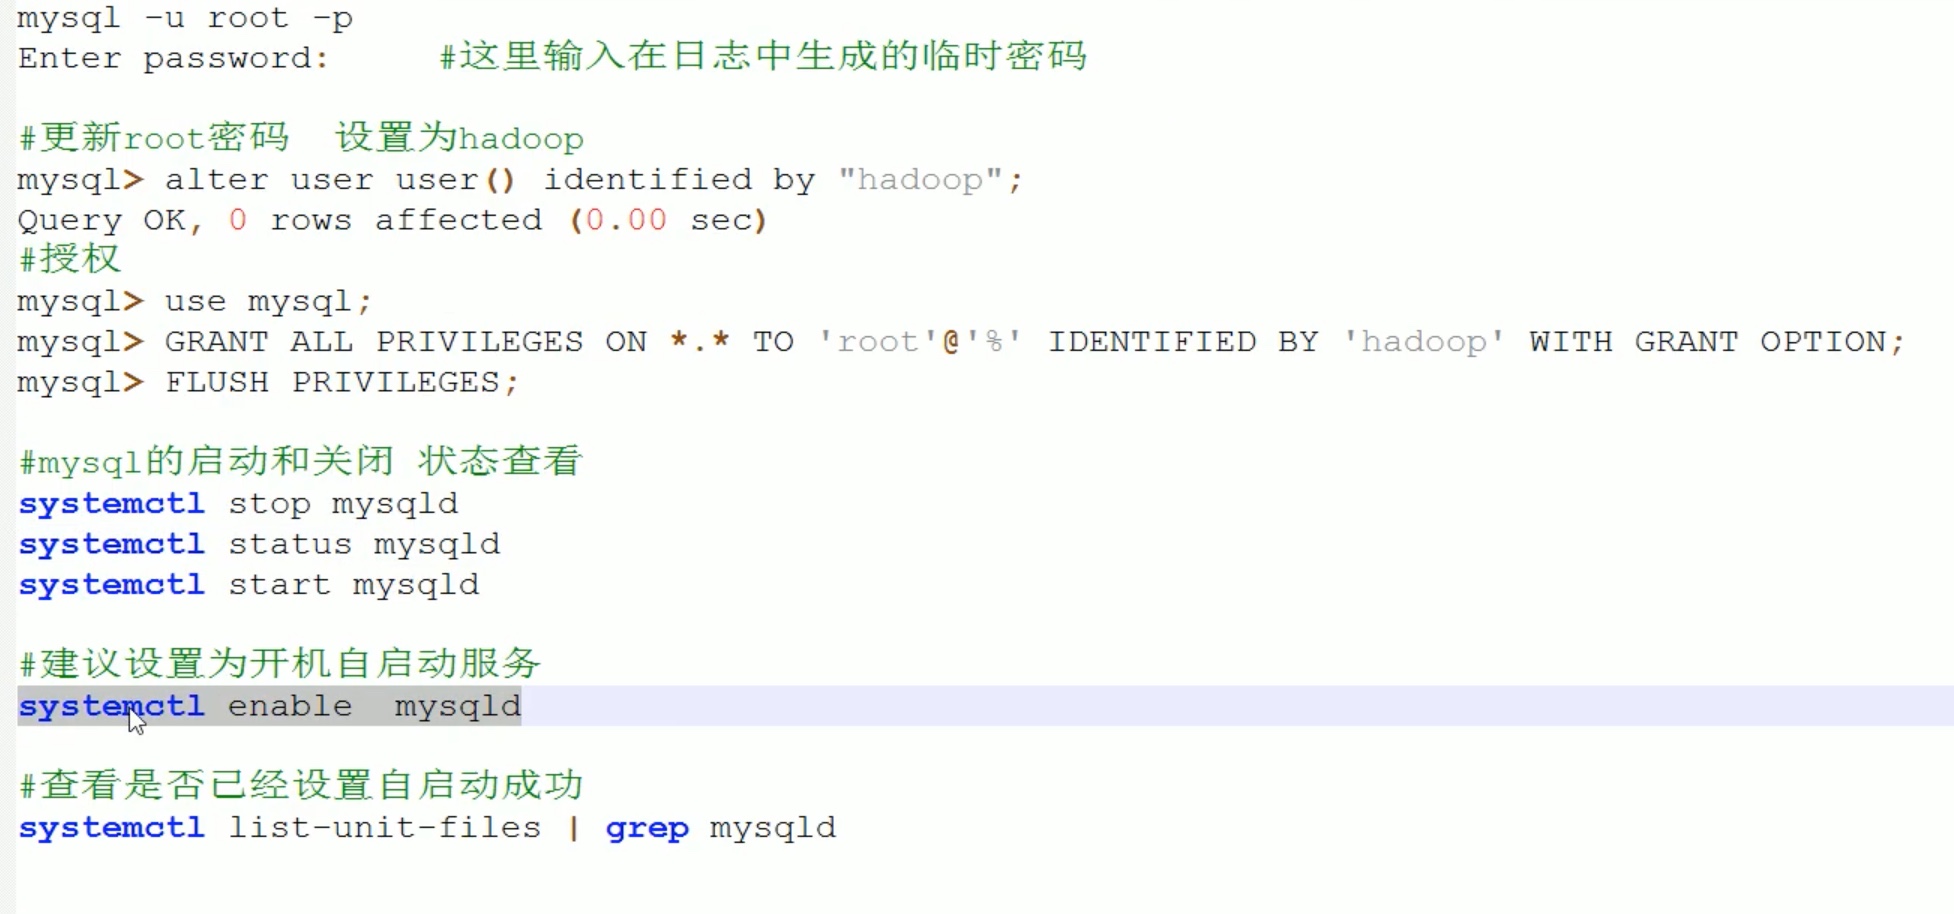 mysql -u root -p
Enter password:     #这里输入在日志中生成的临时密码
#更新root密码  设置为hadoop
mysql> alter user user() identified by "hadoop";
Query OK, 0 rows affected (0.00 sec)
#授权
mysql> use mysql;
mysql> GRANT ALL PRIVILEGES ON *.* TO 'root'@'%' IDENTIFIED BY 'hadoop' WITH GRANT OPTION;
mysql> FLUSH PRIVILEGES;
#mysql的启动和关闭 状态查看
systemctl stop mysqld
systemctl status mysqld
systemctl start mysqld
#建议设置为开机自启动服务
systemctl enable  mysqld
#查看是否已经设置自启动成功
systemctl list-unit-files | grep mysqld